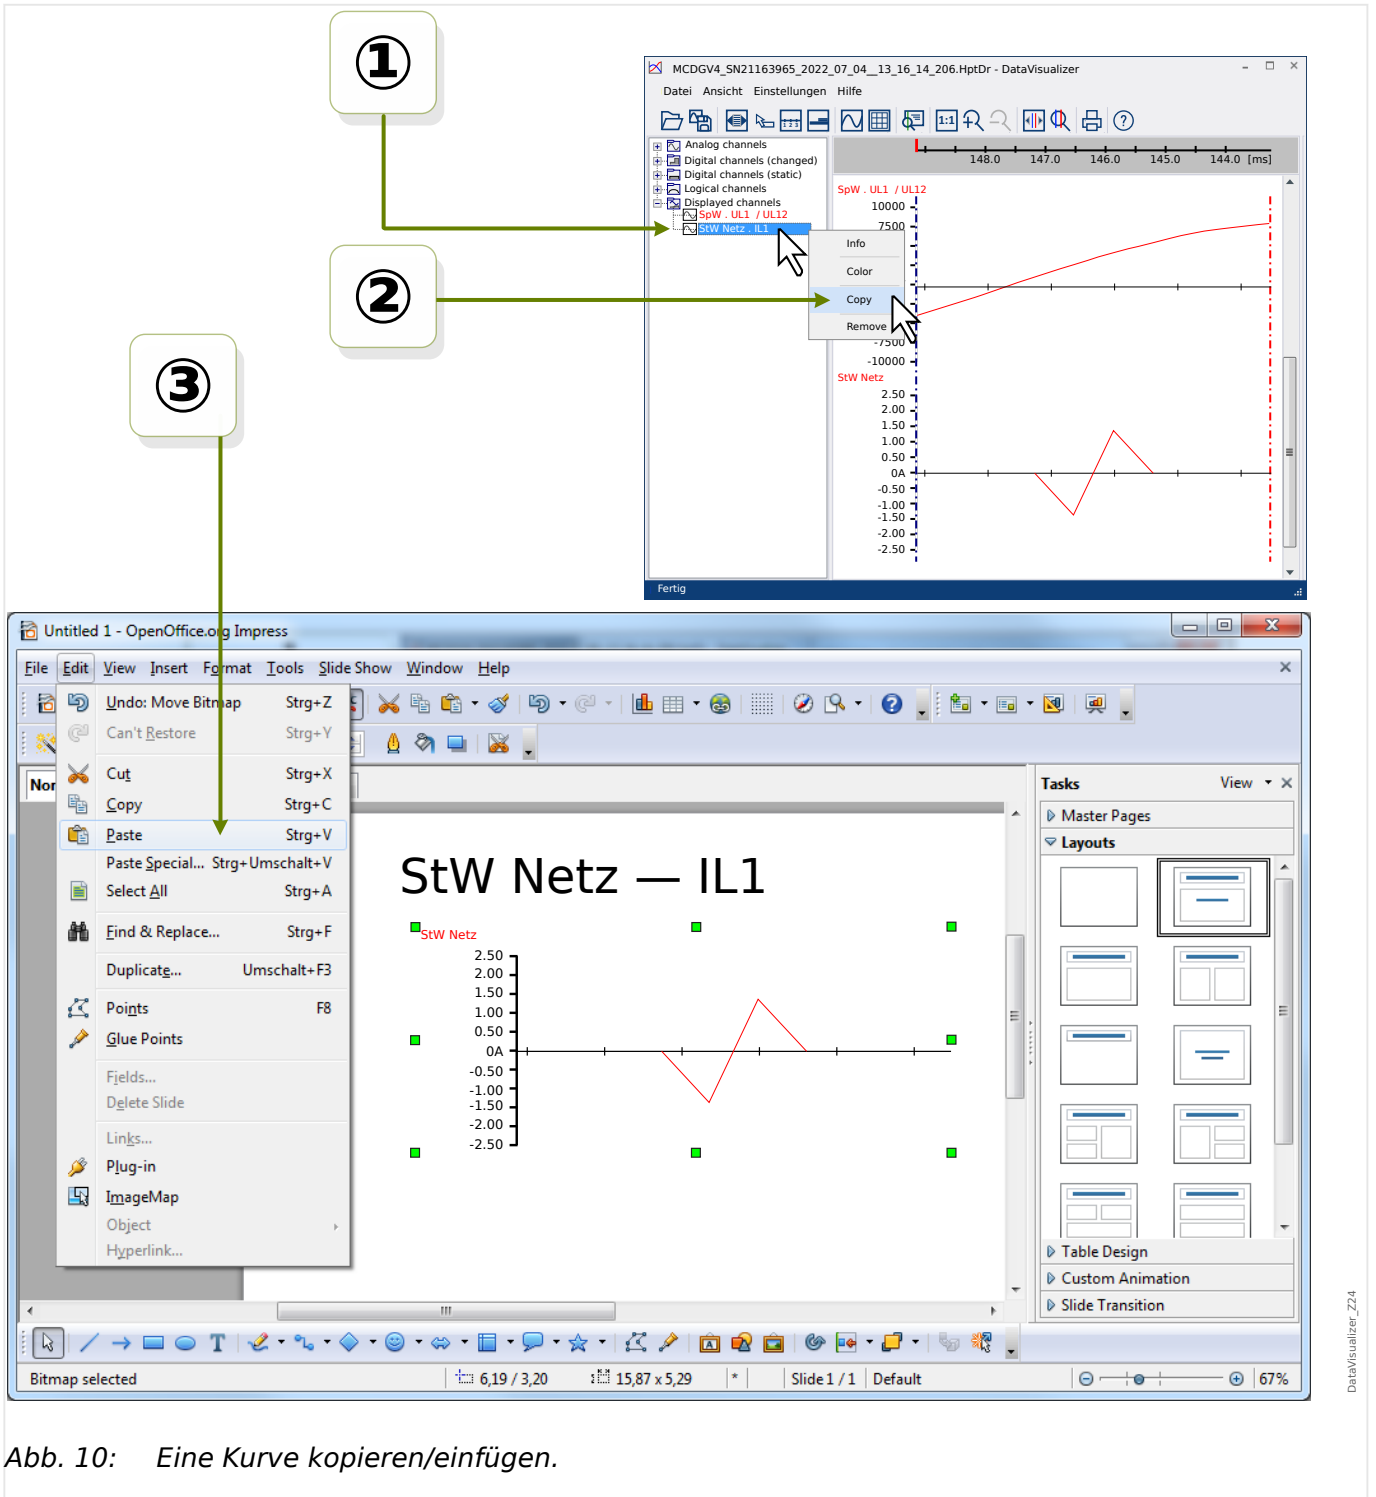 ①
②
③
MCDGV4_SN21163965_2022_07_04__13_16_14_206.HptDr - DataVisualizer
Datei Ansicht Einstellungen Hilfe
1:1
Analog channels
Digital channels (changed)
Digital channels (static)
Logical channels
Displayed channels
SpW . UL1 / UL12
StW Netz . IL1
Info
Color
Copy
Remove
148.0 147.0 146.0 145.0 144.0 [ms]
SpW . UL1 / UL12
10000
7500
-7500
-10000
StW Netz
2.50
2.00
1.50
1.00
0.50
0A
-0.50
-1.00
-1.50
-2.00
-2.50
Fertig
Untitled 1 - OpenOffice.org Impress
File Edit View Insert Format Tools Slide Show Window Help
Undo: Move Bitmap Strg+Z
Can't Restore Strg+Y
Cut Strg+X
Copy Strg+C
Paste Strg+V
Paste Special... Strg+Umschalt+V
Select All Strg+A
Find & Replace... Strg+F
Duplicate... Umschalt+F3
Points F8
Glue Points
Fields...
Delete Slide
Links...
Plug-in
ImageMap
Object
Hyperlink...
Nor
StW Netz — IL1
StW Netz
2.50
2.00
1.50
1.00
0.50
0A
-0.50
-1.00
-1.50
-2.00
-2.50
Tasks View
Master Pages
Layouts
Table Design
Custom Animation
Slide Transition
Bitmap selected 6,19 / 3,20 15,87 x 5,29 * Slide 1 / 1 Default 67%
DataVisualizer_Z24
Abb. 10: Eine Kurve kopieren/einfügen.